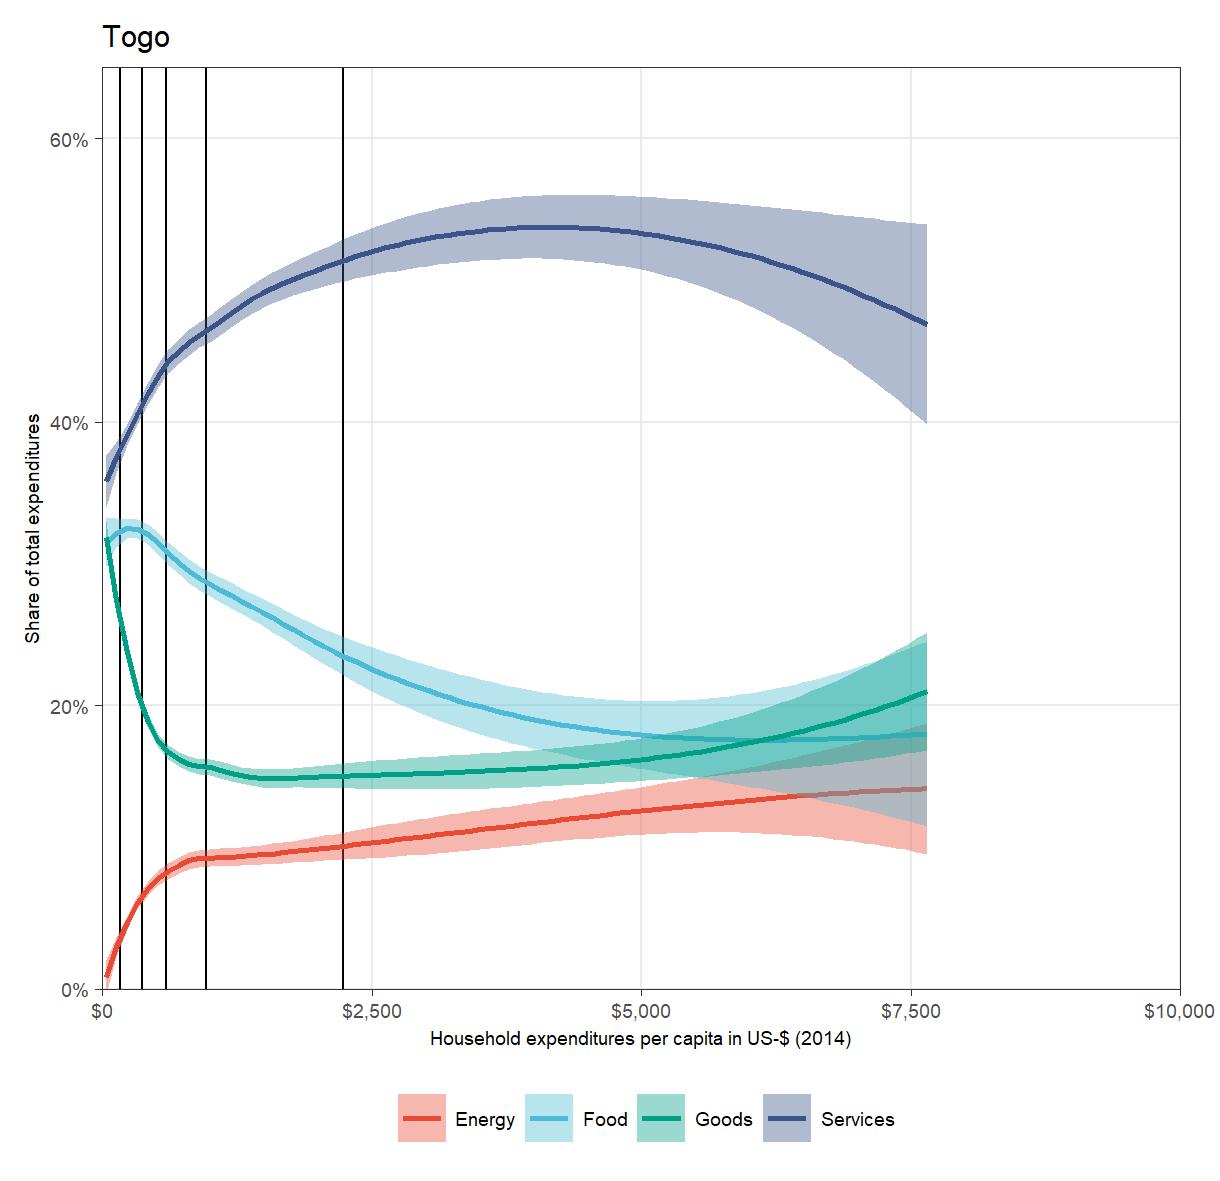 Togo
60%
40%
20%
0%
Share of total expenditures
$0 $2,500 $5,000 $7,500 $10,000
Household expenditures per capita in US-$ (2014)
Energy Food Goods Services